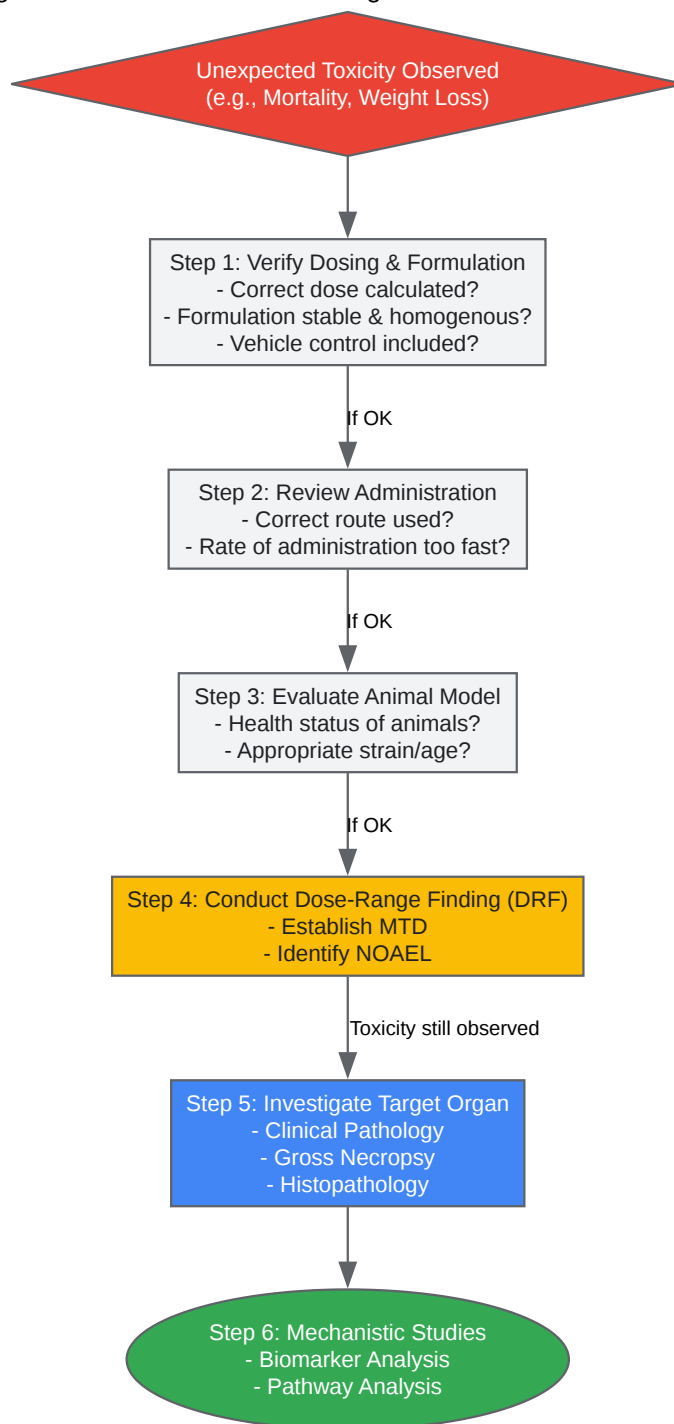 Unexpected Toxicity Observed
(e.g., Mortality, Weight Loss)
Step 1: Verify Dosing & Formulation
- Correct dose calculated?
- Formulation stable & homogenous?
- Vehicle control included?
If OK
Step 2: Review Administration
- Correct route used?
- Rate of administration too fast?
If OK
Step 3: Evaluate Animal Model
- Health status of animals?
- Appropriate strain/age?
If OK
Step 4: Conduct Dose-Range Finding (DRF)
- Establish MTD
- Identify NOAEL
Toxicity still observed
Step 5: Investigate Target Organ
- Clinical Pathology
- Gross Necropsy
- Histopathology
Step 6: Mechanistic Studies
- Biomarker Analysis
- Pathway Analysis